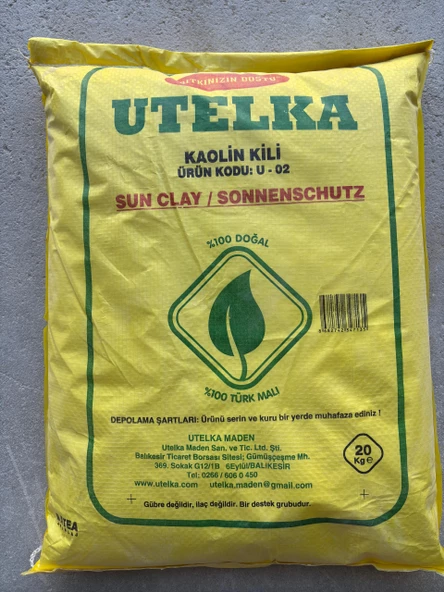 BİTKİNİZİN DOSTU
UTELKA
KAOLİN KİLİ
ÜRÜN KODU: U - 02
SUN CLAY / SONNENSCHUTZ
%100 DOĞAL
%100 TÜRK MALI
DEPOLAMA ŞARTLARI: Ürünü serin ve kuru bir yerde muhafaza ediniz !
UTELKA MADEN
Utelka Maden San. ve Tic. Ltd. Şti.
Balıkesir Ticaret Borsası Sitesi; Gümüşçeşme Mh.
369. Sokak G12/1B 6Eylül/BALIKESİR
Tel: 0266 / 606 0 450
www.utelka.com utelka.maden@gmail.com
20
Kg e
Gübre değildir, ilaç değildir. Bir destek grubudur.